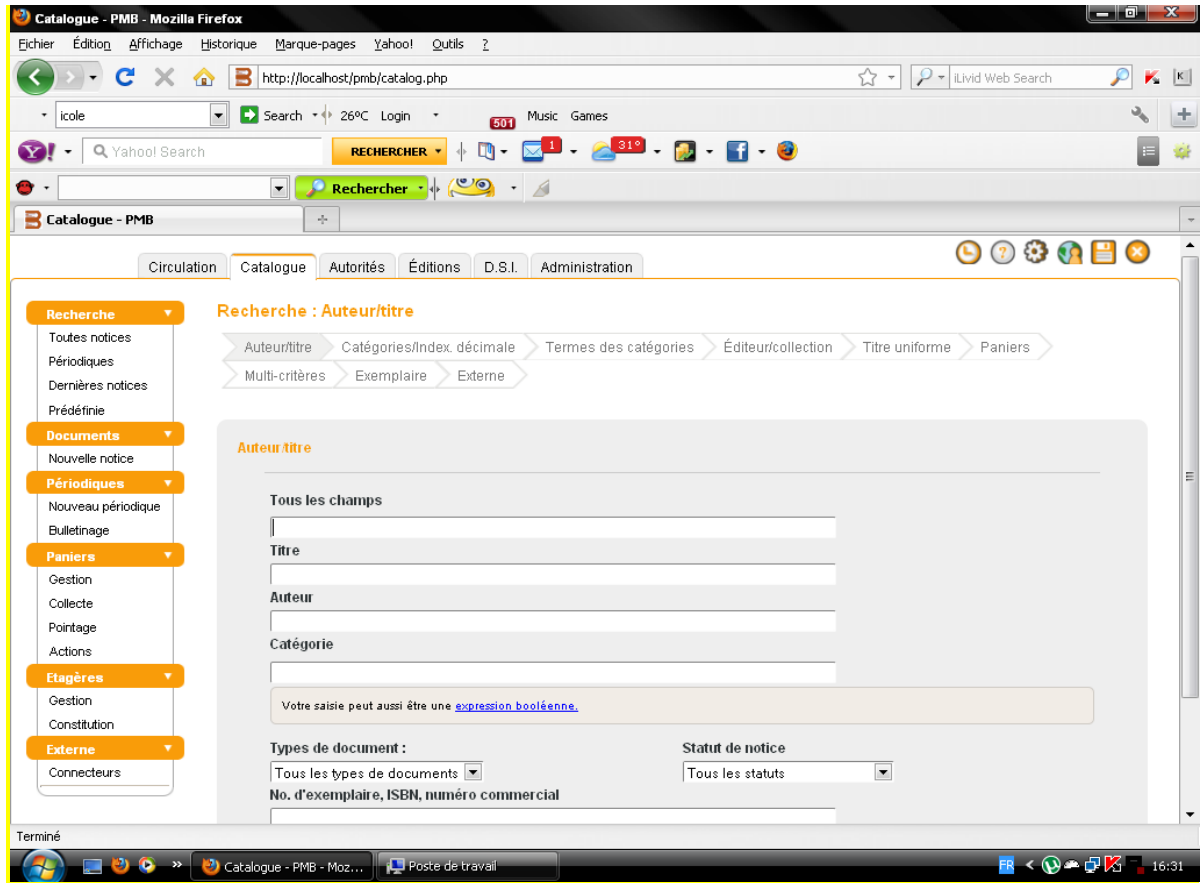 Catalogue - PMB - Mozilla Firefox
Fichier Édition Affichage Historique Marque-pages Yahoo! Outils ?
http://localhost/pmb/catalog.php iLivid Web Search
icole Search 26ºC Login 501 Music Games
Y! Yahoo! Search RECHERCHER 1 31°
Rechercher
Catalogue - PMB
Circulation Catalogue Autorités Éditions D.S.I. Administration
Recherche
Toutes notices
Périodiques
Dernières notices
Prédéfinie
Documents
Nouvelle notice
Périodiques
Nouveau périodique
Bulletinage
Paniers
Gestion
Collecte
Pointage
Actions
Etagères
Gestion
Constitution
Externe
Connecteurs
Recherche : Auteur/titre
Auteur/titre Catégories/Index. décimale Termes des catégories Éditeur/collection Titre uniforme Paniers
Multi-critères Exemplaire Externe
Auteur/titre
Tous les champs
Titre
Auteur
Catégorie
Votre saisie peut aussi être une expression booléenne.
Types de document : Statut de notice
Tous les types de documents Tous les statuts
No. d'exemplaire, ISBN, numéro commercial
Terminé
Catalogue - PMB - Moz... Poste de travail FR 16:31